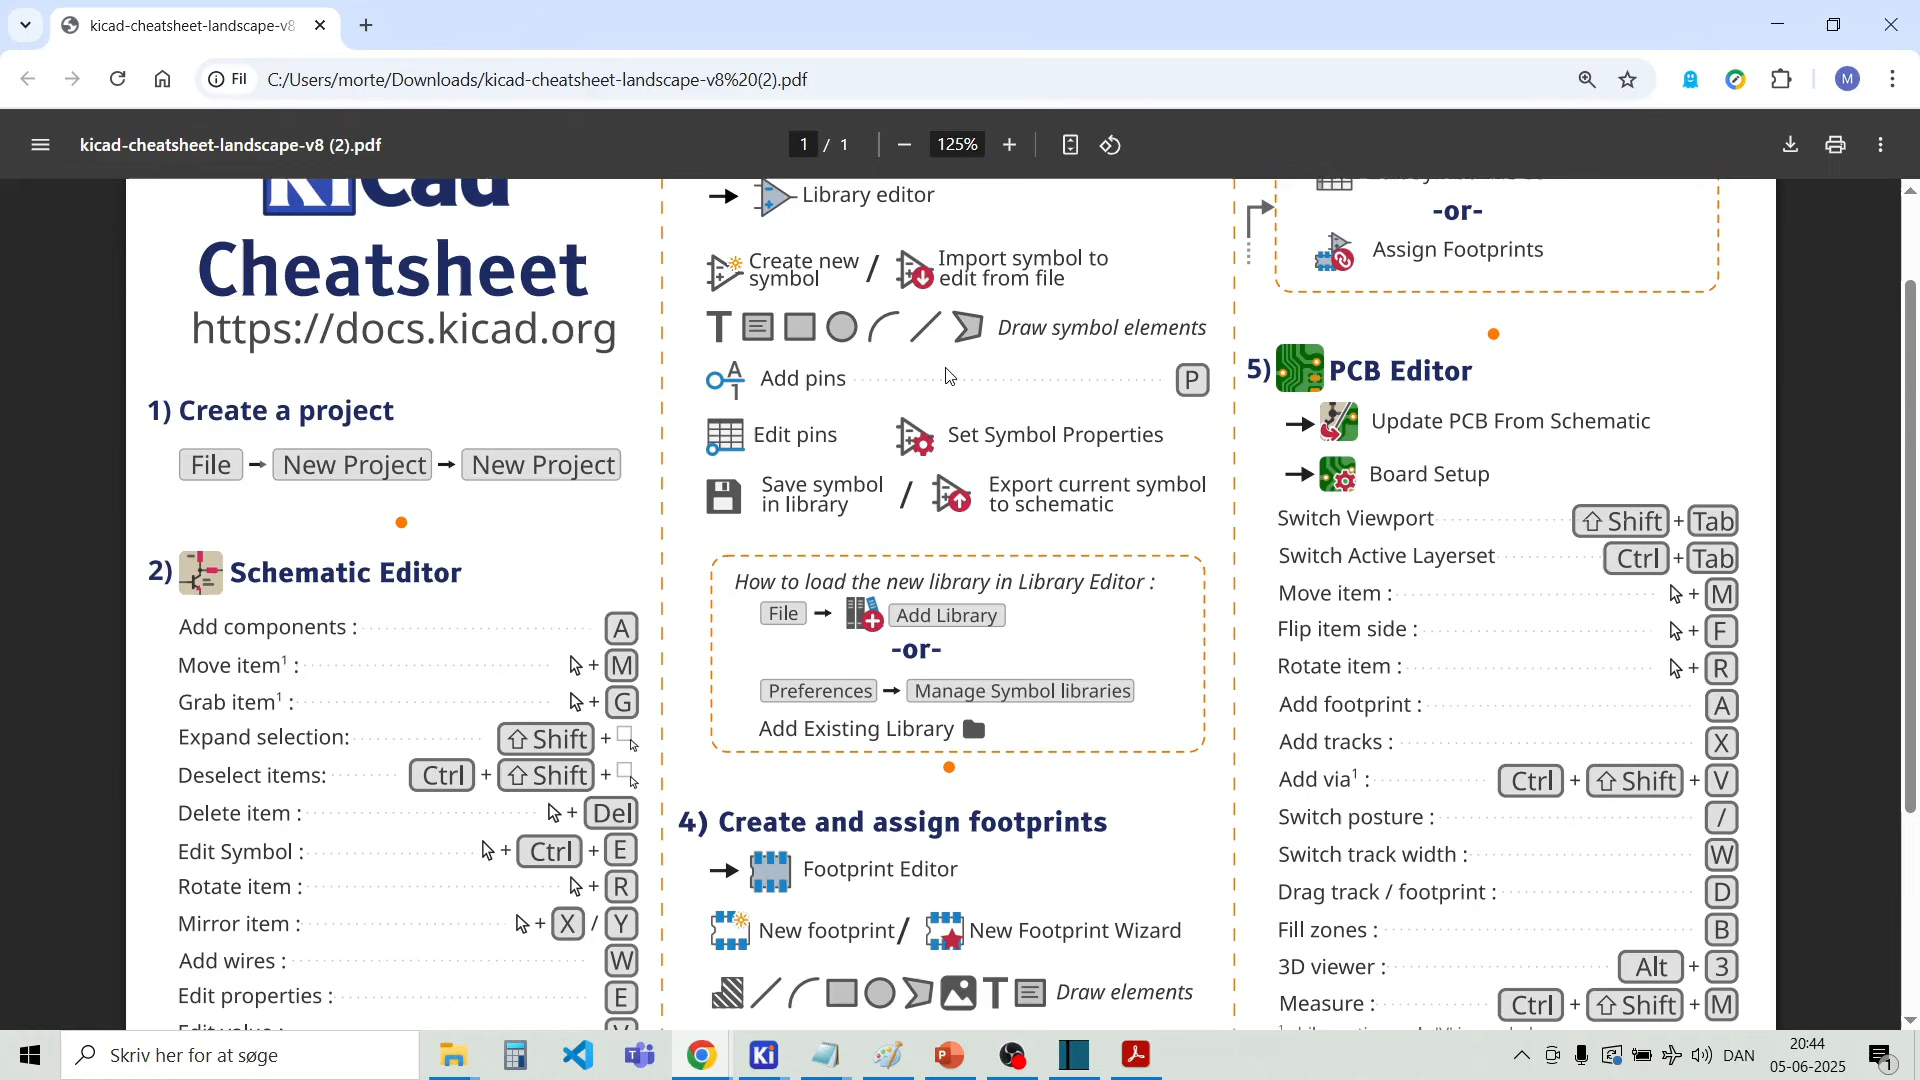 kicad-cheatsheet-landscape-v8
Fil
C:/Users/morte/Downloads/kicad-cheatsheet-landscape-v8%20(2).pdf
M
kicad-cheatsheet-landscape-v8 (2).pdf
1 / 1
125%
KiCad
Cheatsheet
https://docs.kicad.org
1) Create a project
File → New Project → New Project
2) Schematic Editor
Add components : A
Move item¹ : + M
Grab item¹ : + G
Expand selection: ⇧ Shift +
Deselect items: Ctrl + ⇧ Shift +
Delete item : + Del
Edit Symbol : + Ctrl + E
Rotate item : + R
Mirror item : + X / Y
Add wires : W
Edit properties : E
Edit value : V
→ Library editor
Create new symbol / Import symbol to edit from file
T Draw symbol elements
Add pins P
Edit pins Set Symbol Properties
Save symbol in library / Export current symbol to schematic
How to load the new library in Library Editor :
File → Add Library
-or-
Preferences → Manage Symbol libraries
Add Existing Library
4) Create and assign footprints
→ Footprint Editor
New footprint / New Footprint Wizard
T Draw elements
-or-
Assign Footprints
5) PCB Editor
→ Update PCB From Schematic
→ Board Setup
Switch Viewport ⇧ Shift + Tab
Switch Active Layerset Ctrl + Tab
Move item : + M
Flip item side : + F
Rotate item : + R
Add footprint : A
Add tracks : X
Add via¹ : Ctrl + ⇧ Shift + V
Switch posture : /
Switch track width : W
Drag track / footprint : D
Fill zones : B
3D viewer : Alt + 3
Measure : Ctrl + ⇧ Shift + M
Skriv her for at søge
Ki
DAN
20:44
05-06-2025
1